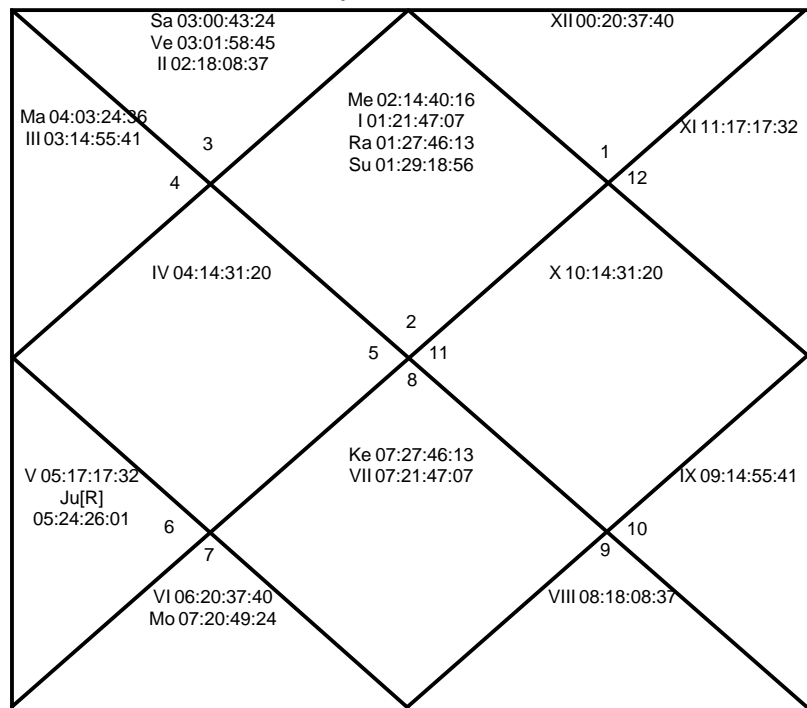 Sa 03:00:43:24
Ve 03:01:58:45
II 02:18:08:37
XII 00:20:37:40
Ma 04:03:24:36
III 03:14:55:41
Me 02:14:40:16
I 01:21:47:07
Ra 01:27:46:13
Su 01:29:18:56
XI 11:17:17:32
3
4
1
12
IV 04:14:31:20
X 10:14:31:20
2
5
11
8
Ke 07:27:46:13
VII 07:21:47:07
V 05:17:17:32
Ju[R]
05:24:26:01
IX 09:14:55:41
6
7
10
9
VI 06:20:37:40
Mo 07:20:49:24
VIII 08:18:08:37